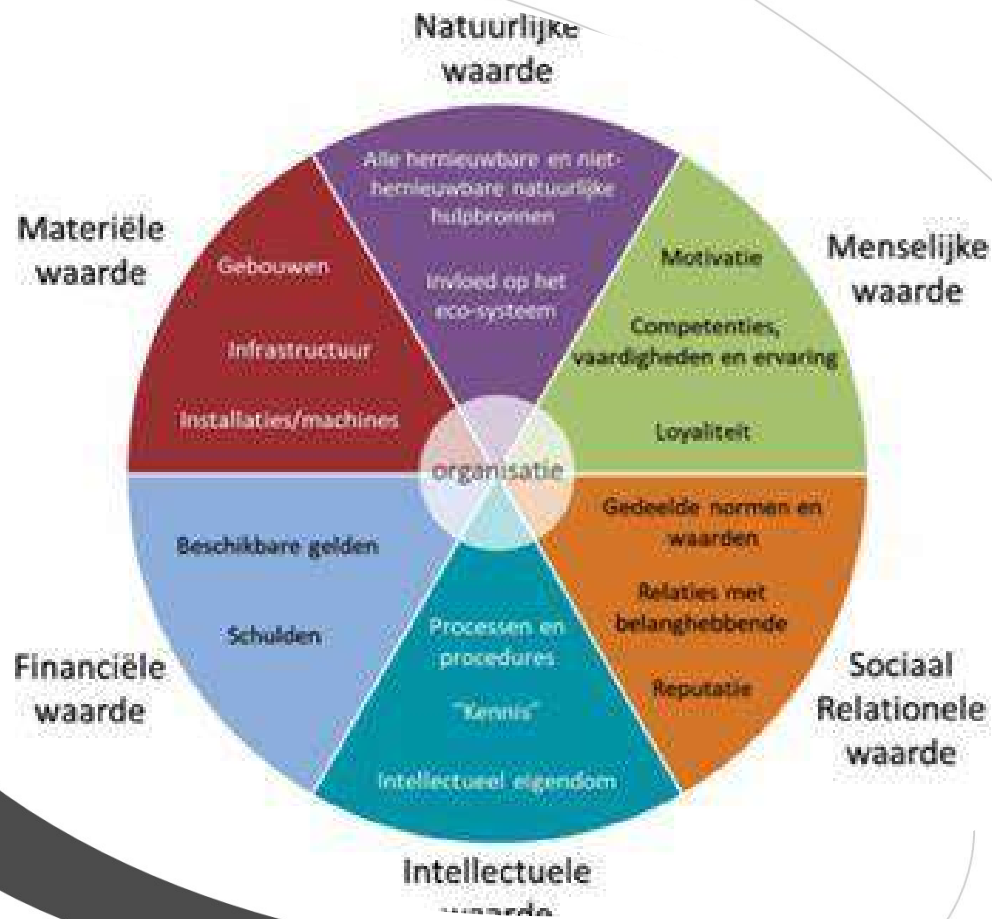 Natuurlijke
waarde
Alle hernieuwbare en niet-
hernieuwbare natuurlijke
hulpbronnen
Invloed op het
eco-systeem
Menselijke
waarde
Motivatie
Competenties,
vaardigheden en ervaring
Loyaliteit
Sociaal
Relationele
waarde
Gedeelde normen en
waarden
Relaties met
belanghebbende
Reputatie
Intellectuele
waarde
Processen en
procedures
"Kennis"
Intellectueel eigendom
Financiële
waarde
Beschikbare gelden
Schulden
Materiële
waarde
Gebouwen
Infrastructuur
Installaties/machines
organisatie